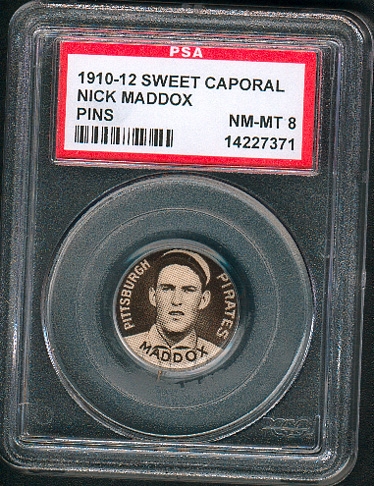 PSA
1910-12 SWEET CAPORAL
NICK MADDOX
PINS NM-MT 8
14227371
PITTSBURGH PIRATES
MADDOX